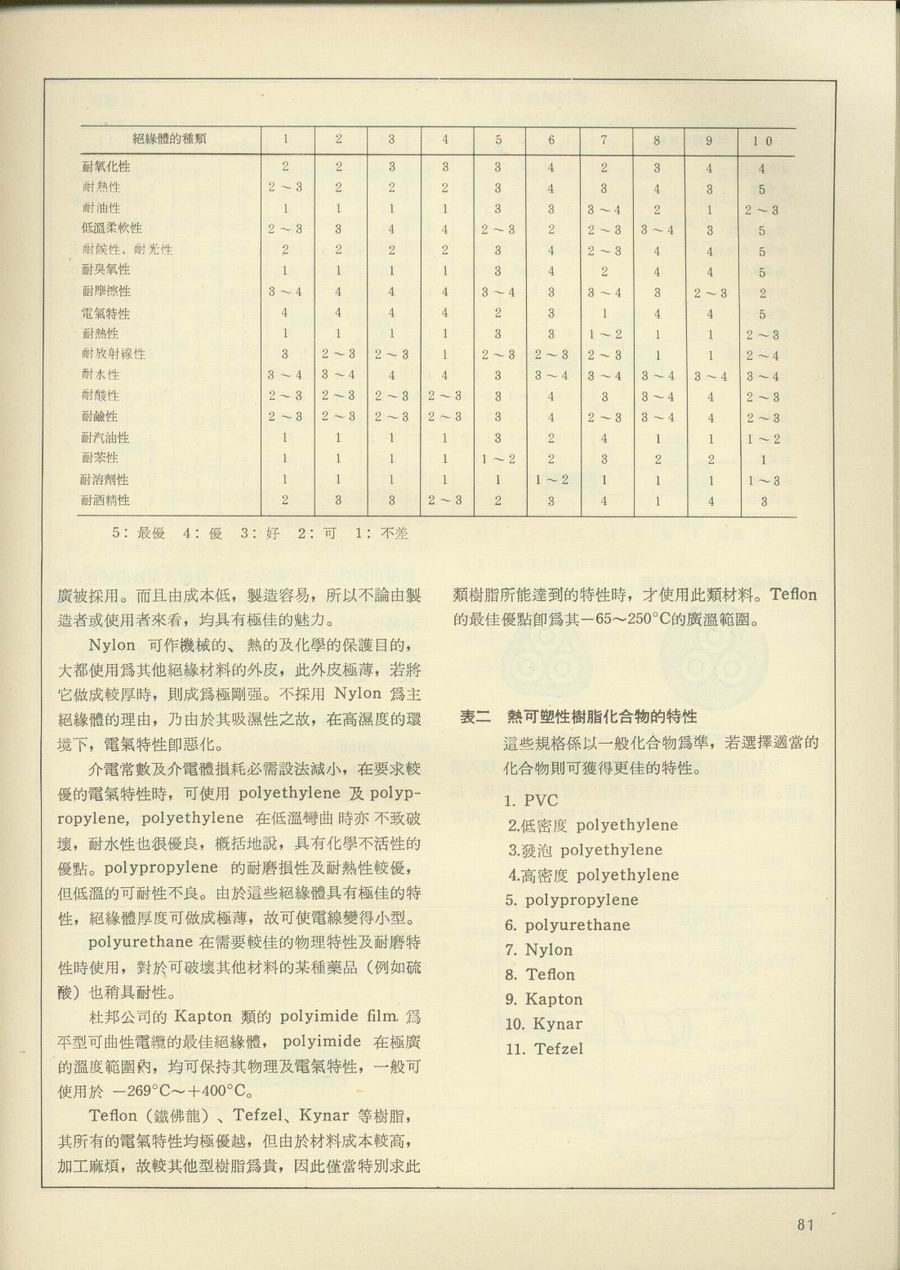 絕緣體的種類 1 2 3 4 5 6 7 8 9 10
耐氧化性 2 2 3 3 3 4 2 3 4 4
耐熱性 2～3 2 2 2 3 4 3 4 3 5
耐油性 1 1 1 1 3 3 3～4 2 1 2～3
低溫柔軟性 2～3 3 4 4 2～3 2 2～3 3～4 3 5
耐候性，耐光性 2 2 2 2 3 4 2～3 4 4 5
耐臭氧性 1 1 1 1 3 4 2 4 4 5
耐摩擦性 3～4 4 4 4 3～4 3 3～4 3 2～3 2
電氣特性 4 4 4 4 2 3 1 4 4 5
耐熱性 1 1 1 1 3 3 1～2 1 1 2～3
耐放射線性 3 2～3 2～3 1 2～3 2～3 2～3 1 1 2～4
耐水性 3～4 3～4 4 4 3 3～4 3～4 3～4 3～4 3～4
耐酸性 2～3 2～3 2～3 2～3 3 4 3 3～4 4 2～3
耐鹼性 2～3 2～3 2～3 2～3 3 4 2～3 3～4 4 2～3
耐汽油性 1 1 1 1 3 2 4 1 1 1～2
耐苯性 1 1 1 1 1～2 2 3 2 2 1
耐溶劑性 1 1 1 1 1 1～2 1 1 1 1～3
耐酒精性 2 3 3 2～3 2 3 4 1 4 3
5：最優 4：優 3：好 2：可 1：不差
廣被採用。而且由成本低，製造容易，所以不論由製
造者或使用者來看，均具有極佳的魅力。
Nylon 可作機械的、熱的及化學的保護目的，
大都使用爲其他絕緣材料的外皮，此外皮極薄，若將
它做成較厚時，則成爲極剛强。不採用 Nylon 爲主
絕緣體的理由，乃由於其吸濕性之故，在高濕度的環
境下，電氣特性卽惡化。
介電常數及介電體損耗必需設法減小，在要求較
優的電氣特性時，可使用 polyethylene 及 polyp-
ropylene, polyethylene 在低溫彎曲時亦不致破
壞，耐水性也很優良，概括地說，具有化學不活性的
優點。polypropylene 的耐磨損性及耐熱性較優，
但低溫的可耐性不良。由於這些絕緣體具有極佳的特
性，絕緣體厚度可做成極薄，故可使電線變得小型。
polyurethane 在需要較佳的物理特性及耐磨特
性時使用，對於可破壞其他材料的某種藥品（例如硫
酸）也稍具耐性。
杜邦公司的 Kapton 類的 polyimide film 爲
平型可曲性電纜的最佳絕緣體， polyimide 在極廣
的溫度範圍內，均可保持其物理及電氣特性，一般可
使用於 －269°C～＋400°C。
Teflon（鐵佛龍）、Tefzel、Kynar 等樹脂，
其所有的電氣特性均極優越，但由於材料成本較高，
加工麻煩，故較其他型樹脂爲貴，因此僅當特別求此
類樹脂所能達到的特性時，才使用此類材料。Teflon
的最佳優點卽爲其－65～250°C的廣溫範圍。
表二 熱可塑性樹脂化合物的特性
這些規格係以一般化合物爲準，若選擇適當的
化合物則可獲得更佳的特性。
1. PVC
2.低密度 polyethylene
3.發泡 polyethylene
4.高密度 polyethylene
5. polypropylene
6. polyurethane
7. Nylon
8. Teflon
9. Kapton
10. Kynar
11. Tefzel
81